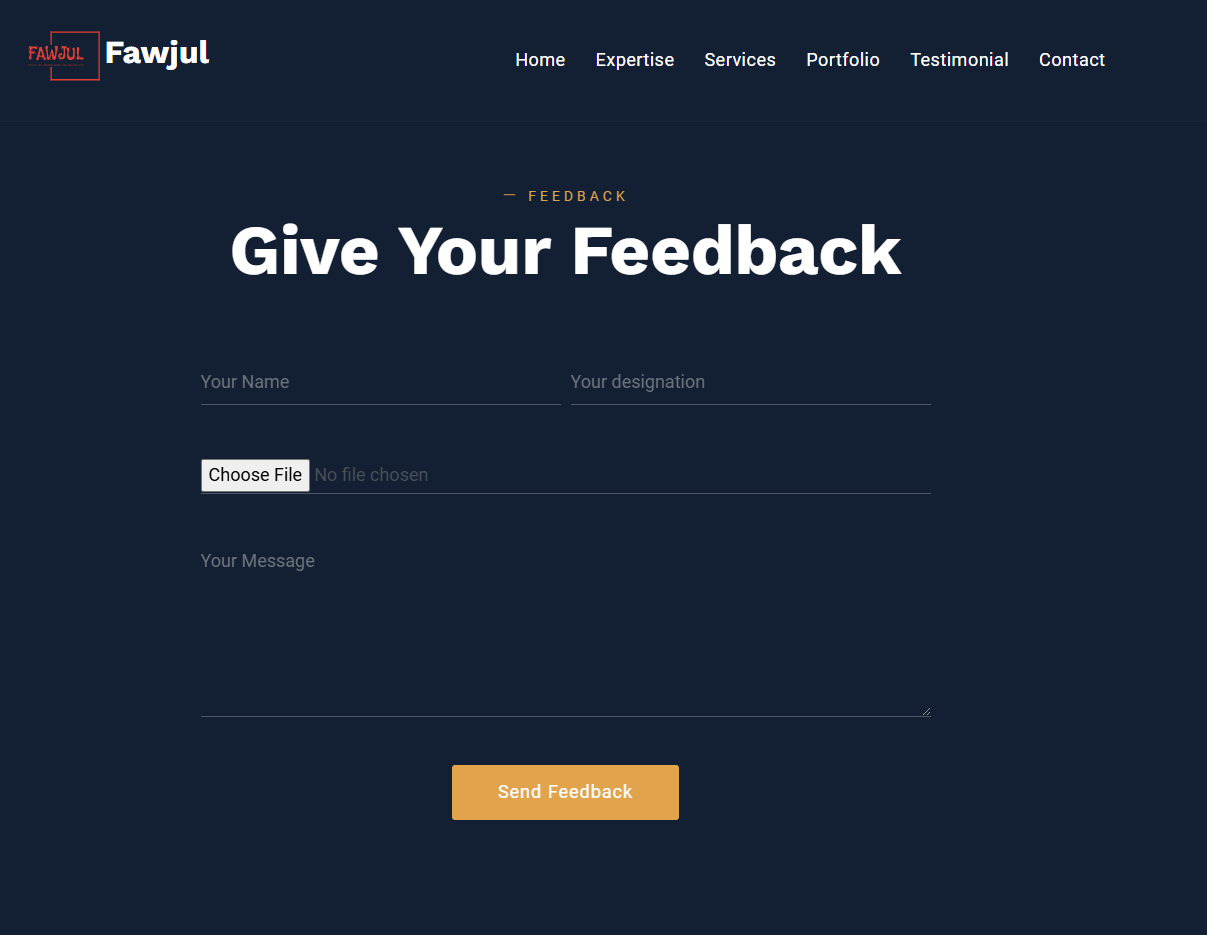 FAWJUL Fawjul
Home Expertise Services Portfolio Testimonial Contact
— FEEDBACK
Give Your Feedback
Your Name Your designation
Choose File No file chosen
Your Message
Send Feedback